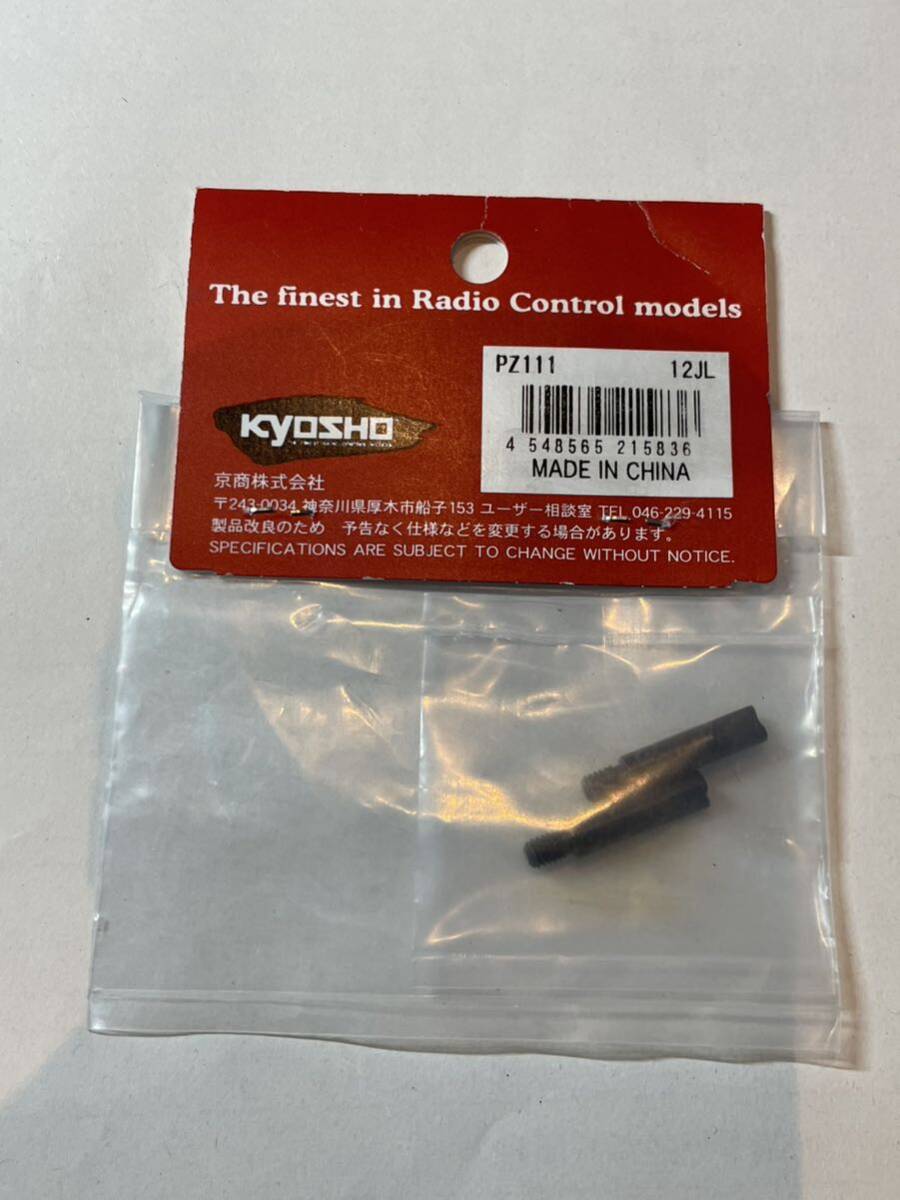 The finest in Radio Control models
PZ111 12JL
4 548565 215836
MADE IN CHINA
KYOSHO
京商株式会社
〒243-0034 神奈川県厚木市船子153 ユーザー相談室 TEL 046-229-4115
製品改良のため 予告なく仕様などを変更する場合があります。
SPECIFICATIONS ARE SUBJECT TO CHANGE WITHOUT NOTICE.